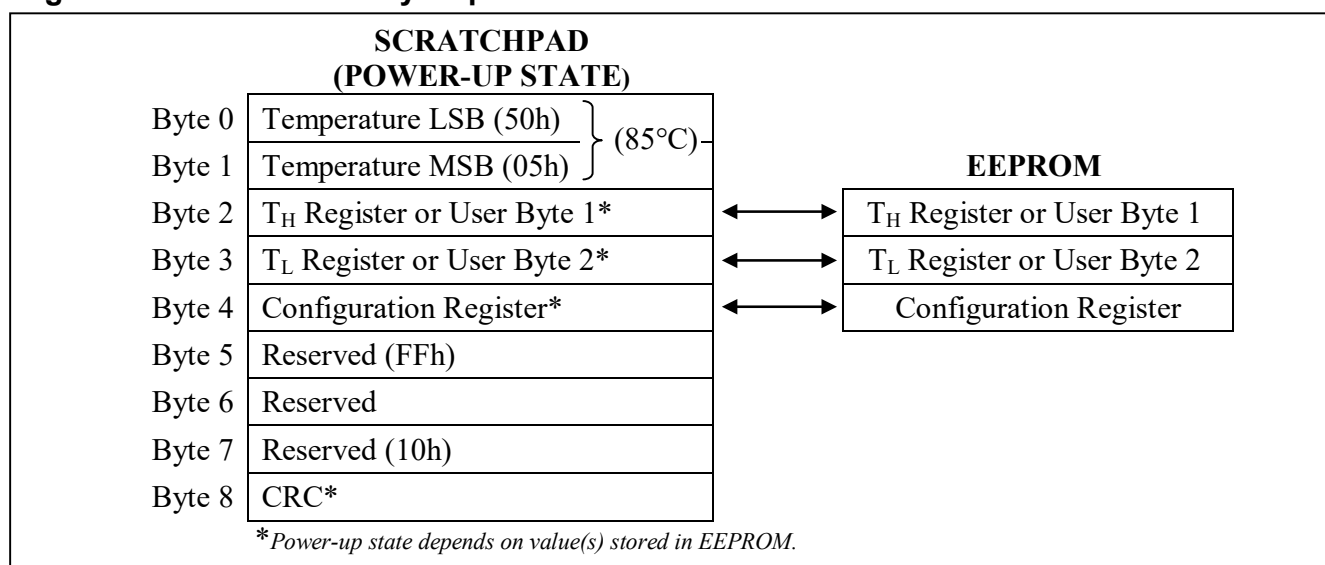 SCRATCHPAD
(POWER-UP STATE)
Byte 0 Temperature LSB (50h)
(85°C)
Byte 1 Temperature MSB (05h)
EEPROM
Byte 2 T_H Register or User Byte 1* T_H Register or User Byte 1
Byte 3 T_L Register or User Byte 2* T_L Register or User Byte 2
Byte 4 Configuration Register* Configuration Register
Byte 5 Reserved (FFh)
Byte 6 Reserved
Byte 7 Reserved (10h)
Byte 8 CRC*
*Power-up state depends on value(s) stored in EEPROM.